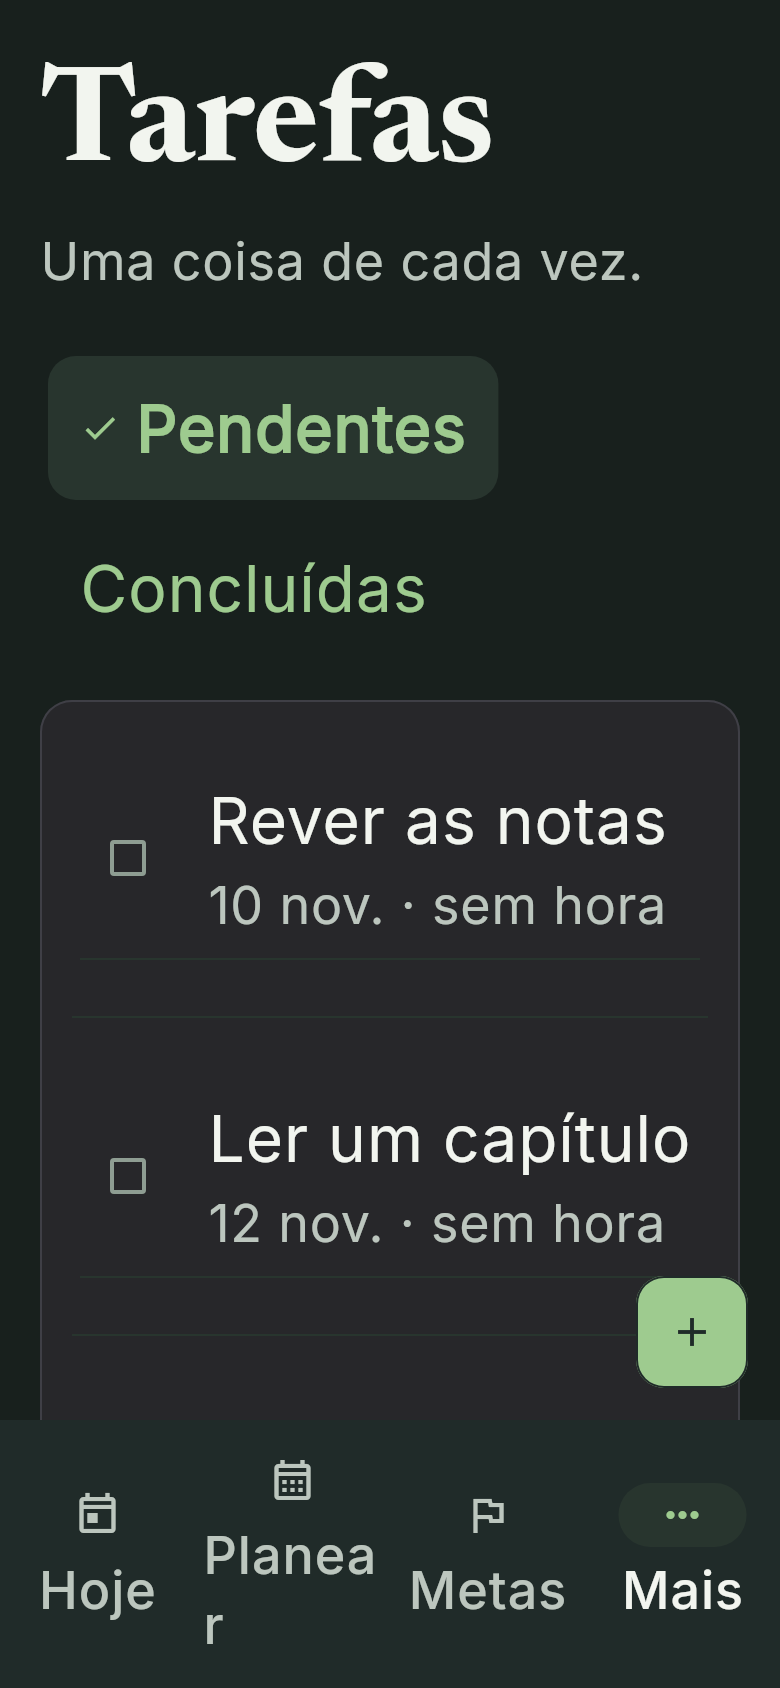 Tarefas
Uma coisa de cada vez.
Pendentes
Concluídas
Rever as notas
10 nov. · sem hora
Ler um capítulo
12 nov. · sem hora
Hoje
Planea
r
Metas
Mais